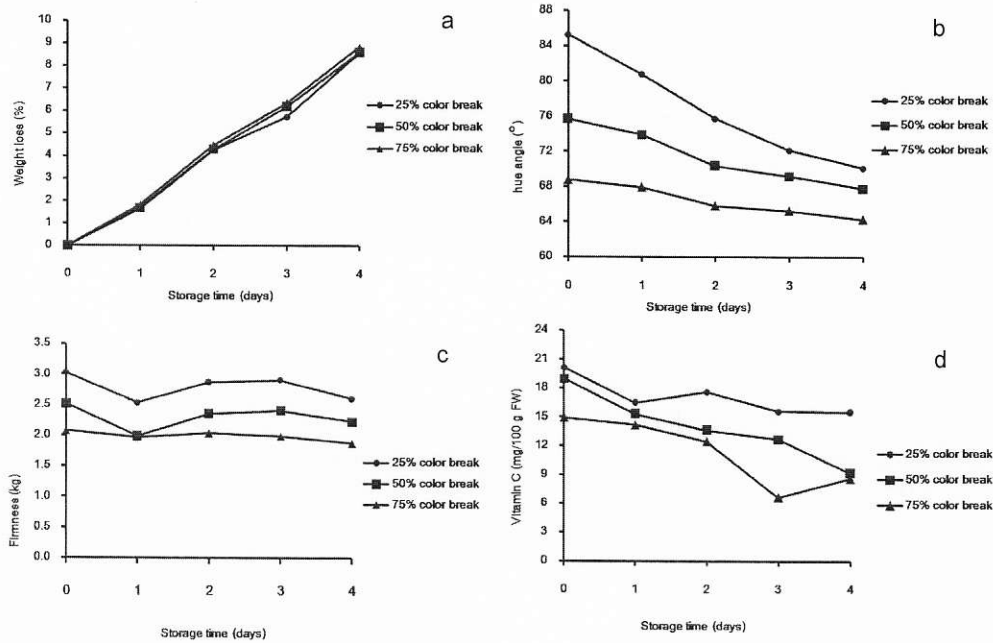 a
10
9
8
7
6
5
4
3
2
1
0
Weight loss (%)
0 1 2 3 4
Storage time (days)
25% color break
50% color break
75% color break
b
88
84
80
76
72
68
64
60
hue angle (°)
0 1 2 3 4
Storage time (days)
25% color break
50% color break
75% color break
c
3.5
3.0
2.5
2.0
1.5
1.0
0.5
0.0
Firmness (kg)
0 1 2 3 4
Storage time (days)
25% color break
50% color break
75% color break
d
24
21
18
15
12
9
6
3
0
Vitamin C (mg/100 g FW)
0 1 2 3 4
Storage time (days)
25% color break
50% color break
75% color break